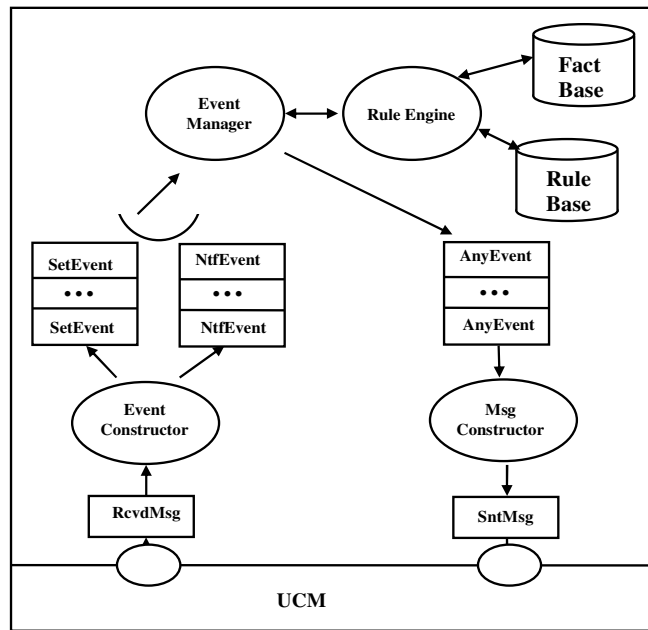 Fact
Base
Event
Manager
Rule Engine
Rule
Base
SetEvent
•••
SetEvent
NtfEvent
•••
NtfEvent
AnyEvent
•••
AnyEvent
Event
Constructor
Msg
Constructor
RcvdMsg
SntMsg
UCM